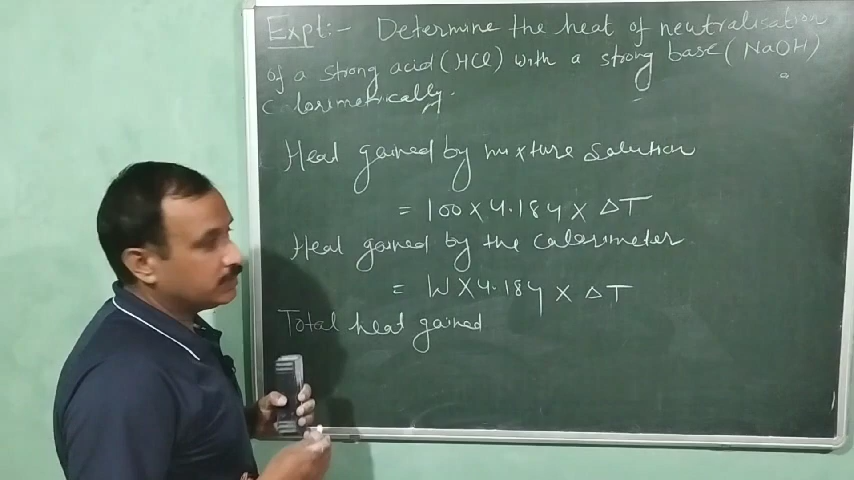 Expt:- Determine the heat of neutralisation
of a strong acid (HCl) with a strong base (NaOH)
Calorimetrically.
Heat gained by mixture solution
= 100 X 4.184 X ΔT
Heat gained by the calorimeter
= W X 4.184 X ΔT
Total heat gained